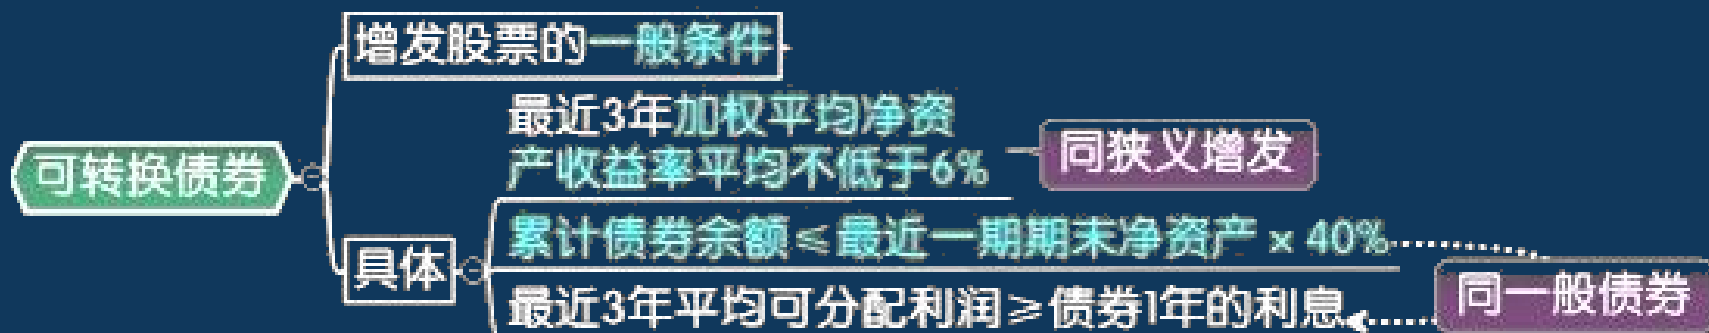 增发股票的一般条件
最近3年加权平均净资
产收益率平均不低于6%
同狭义增发
可转换债券
累计债券余额≤最近一期期末净资产×40%
具体
同一般债券
最近3年平均可分配利润≥债券1年的利息